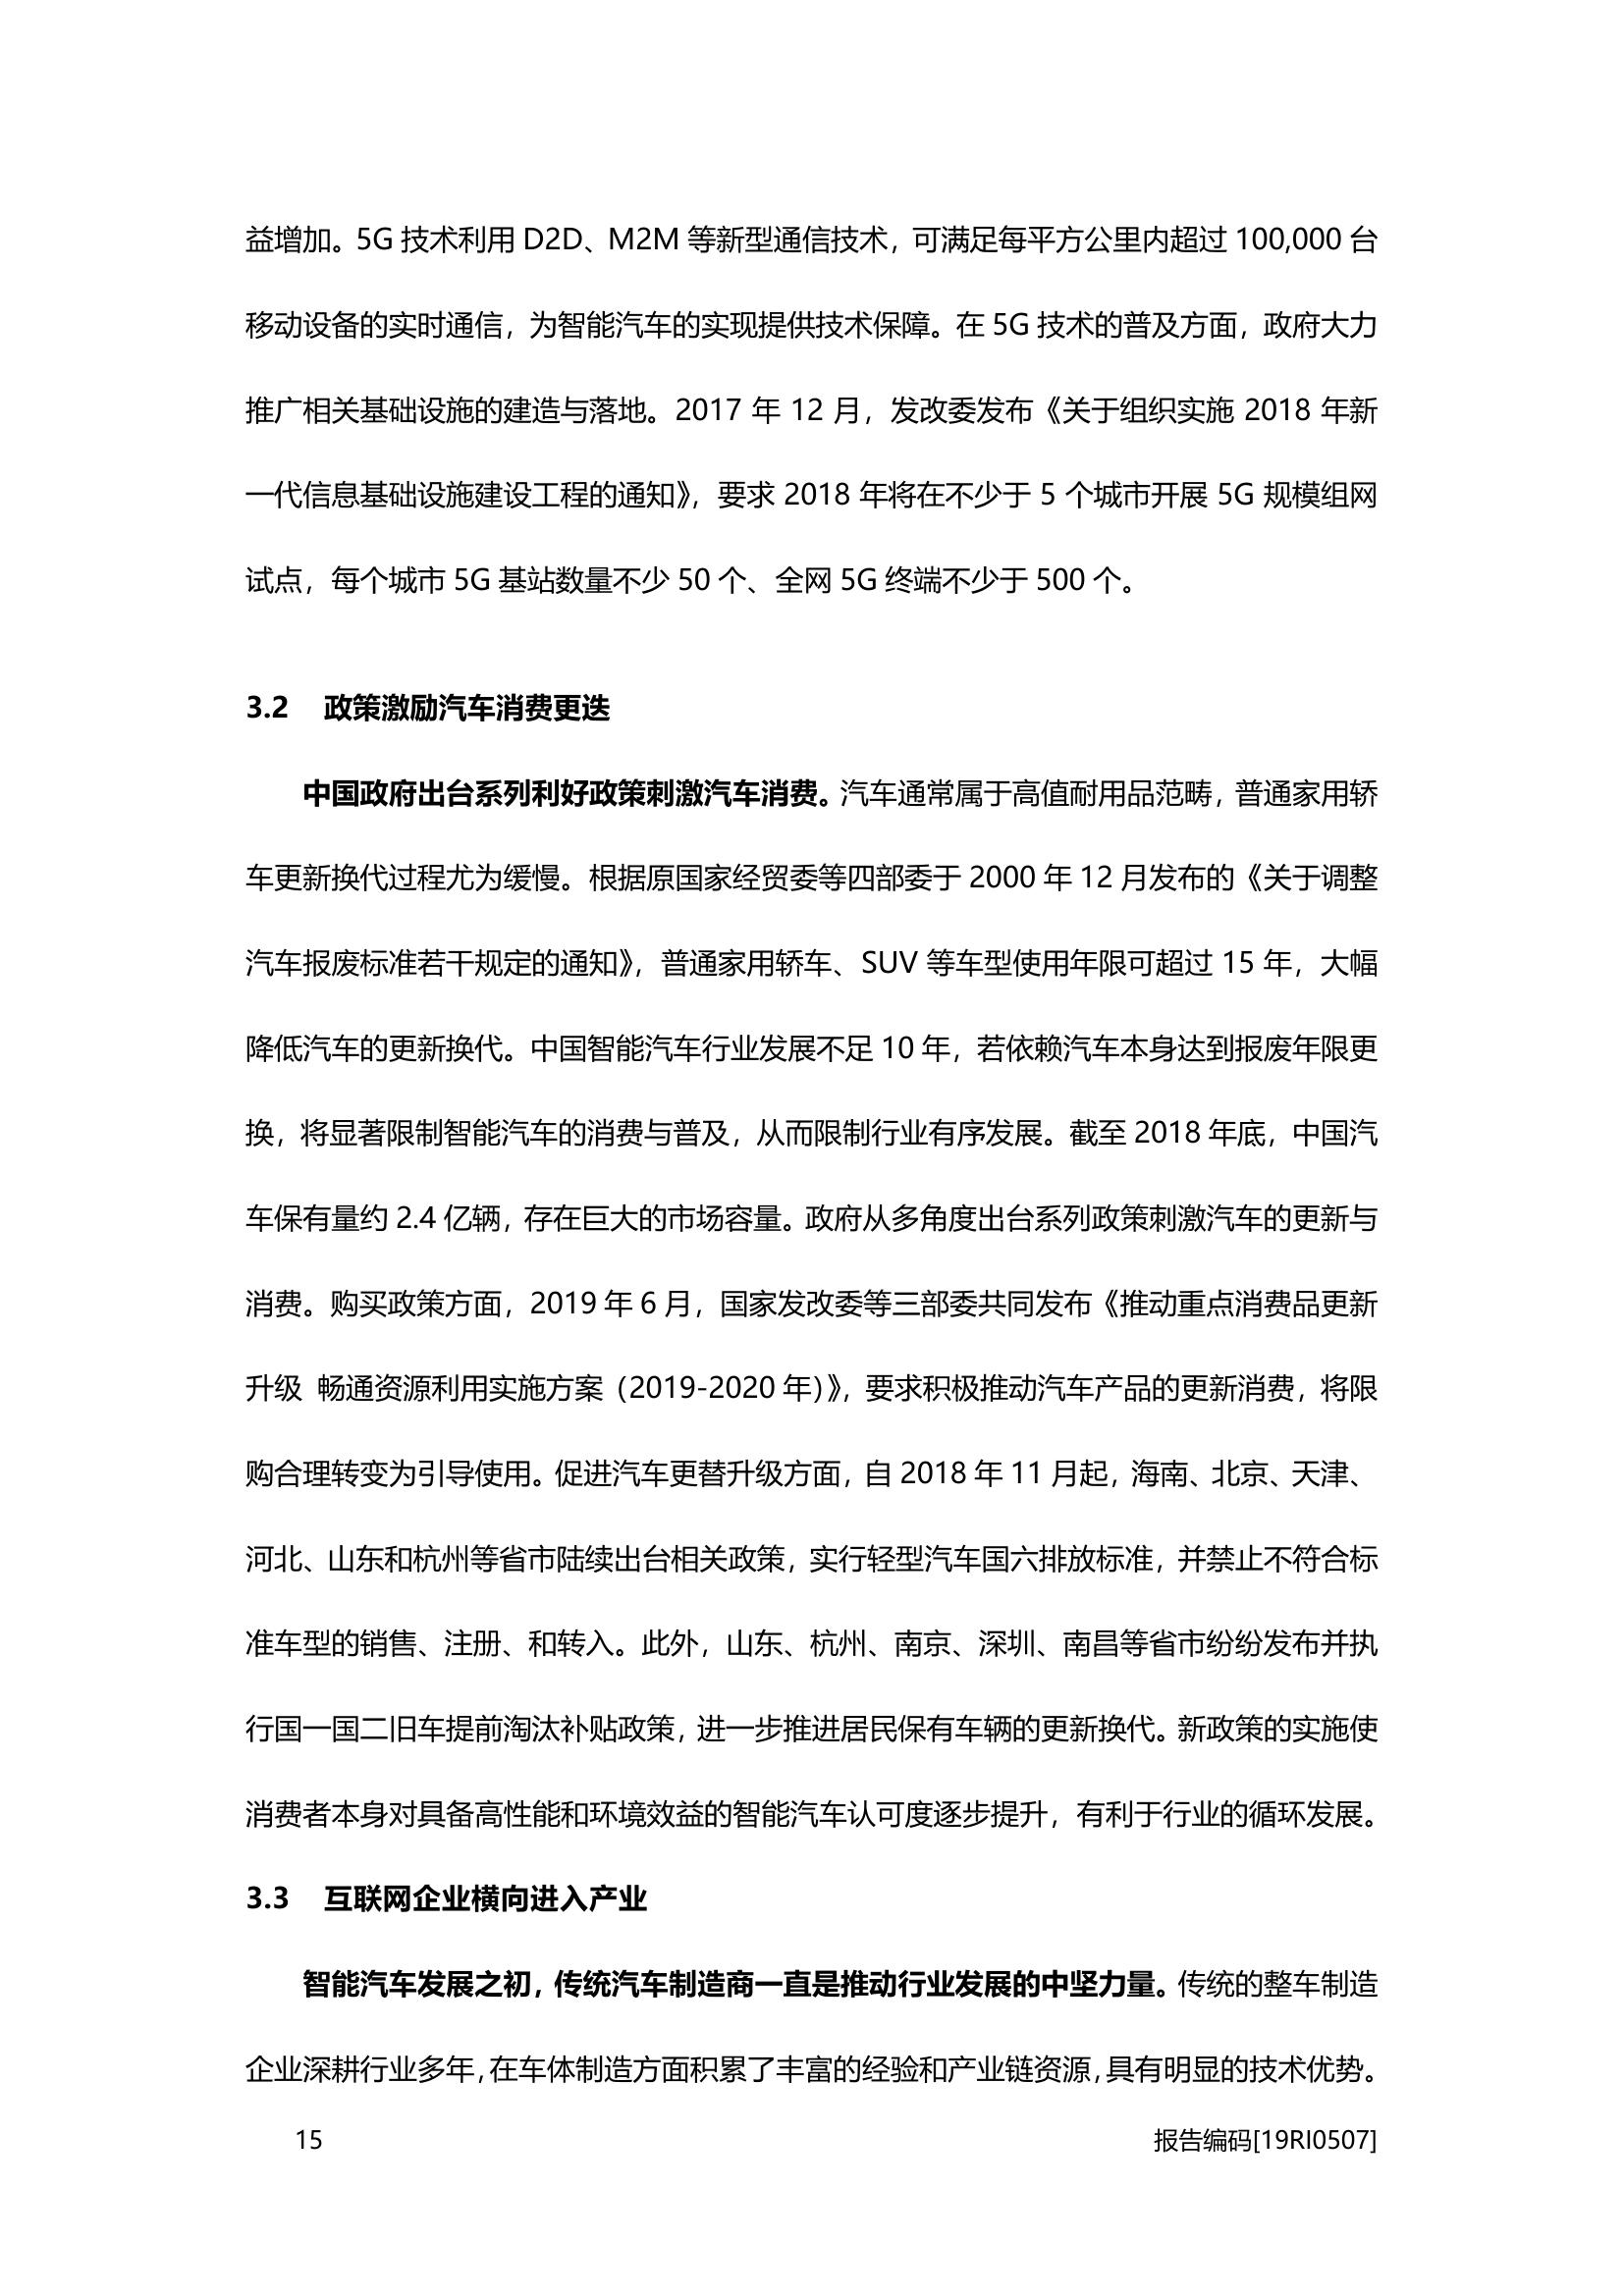 益增加。5G 技术利用 D2D、M2M 等新型通信技术，可满足每平方公里内超过 100,000 台
移动设备的实时通信，为智能汽车的实现提供技术保障。在 5G 技术的普及方面，政府大力
推广相关基础设施的建造与落地。2017 年 12 月，发改委发布《关于组织实施 2018 年新
一代信息基础设施建设工程的通知》，要求 2018 年将在不少于 5 个城市开展 5G 规模组网
试点，每个城市 5G 基站数量不少 50 个、全网 5G 终端不少于 500 个。
3.2 政策激励汽车消费更迭
中国政府出台系列利好政策刺激汽车消费。汽车通常属于高值耐用品范畴，普通家用轿
车更新换代过程尤为缓慢。根据原国家经贸委等四部委于 2000 年 12 月发布的《关于调整
汽车报废标准若干规定的通知》，普通家用轿车、SUV 等车型使用年限可超过 15 年，大幅
降低汽车的更新换代。中国智能汽车行业发展不足 10 年，若依赖汽车本身达到报废年限更
换，将显著限制智能汽车的消费与普及，从而限制行业有序发展。截至 2018 年底，中国汽
车保有量约 2.4 亿辆，存在巨大的市场容量。政府从多角度出台系列政策刺激汽车的更新与
消费。购买政策方面，2019 年 6 月，国家发改委等三部委共同发布《推动重点消费品更新
升级 畅通资源利用实施方案（2019-2020 年）》，要求积极推动汽车产品的更新消费，将限
购合理转变为引导使用。促进汽车更替升级方面，自 2018 年 11 月起，海南、北京、天津、
河北、山东和杭州等省市陆续出台相关政策，实行轻型汽车国六排放标准，并禁止不符合标
准车型的销售、注册、和转入。此外，山东、杭州、南京、深圳、南昌等省市纷纷发布并执
行国一国二旧车提前淘汰补贴政策，进一步推进居民保有车辆的更新换代。新政策的实施使
消费者本身对具备高性能和环境效益的智能汽车认可度逐步提升，有利于行业的循环发展。
3.3 互联网企业横向进入产业
智能汽车发展之初，传统汽车制造商一直是推动行业发展的中坚力量。传统的整车制造
企业深耕行业多年，在车体制造方面积累了丰富的经验和产业链资源，具有明显的技术优势。
15 报告编码[19RI0507]